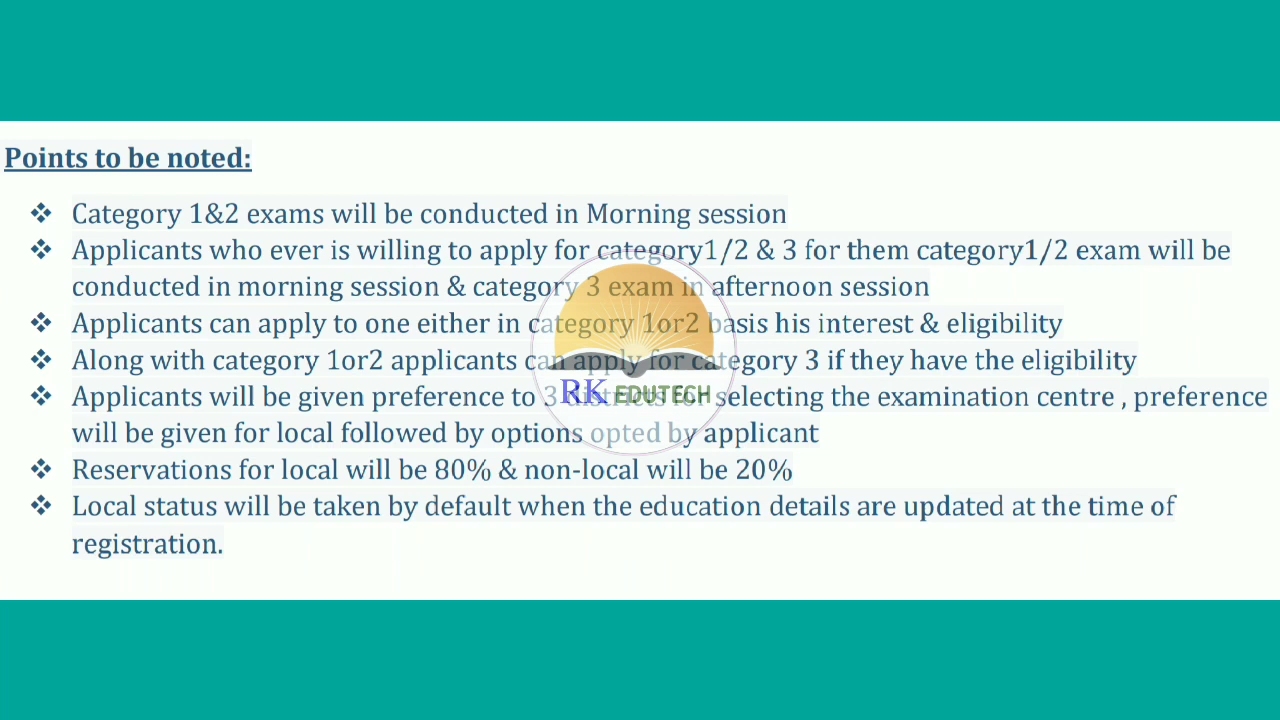 Points to be noted:
❖ Category 1&2 exams will be conducted in Morning session
❖ Applicants who ever is willing to apply for category1/2 & 3 for them category1/2 exam will be
conducted in morning session & category 3 exam in afternoon session
❖ Applicants can apply to one either in category 1or2 basis his interest & eligibility
❖ Along with category 1or2 applicants can apply for category 3 if they have the eligibility
❖ Applicants will be given preference to 3 districts for selecting the examination centre , preference
RK EDUTECH
will be given for local followed by options opted by applicant
❖ Reservations for local will be 80% & non-local will be 20%
❖ Local status will be taken by default when the education details are updated at the time of
registration.